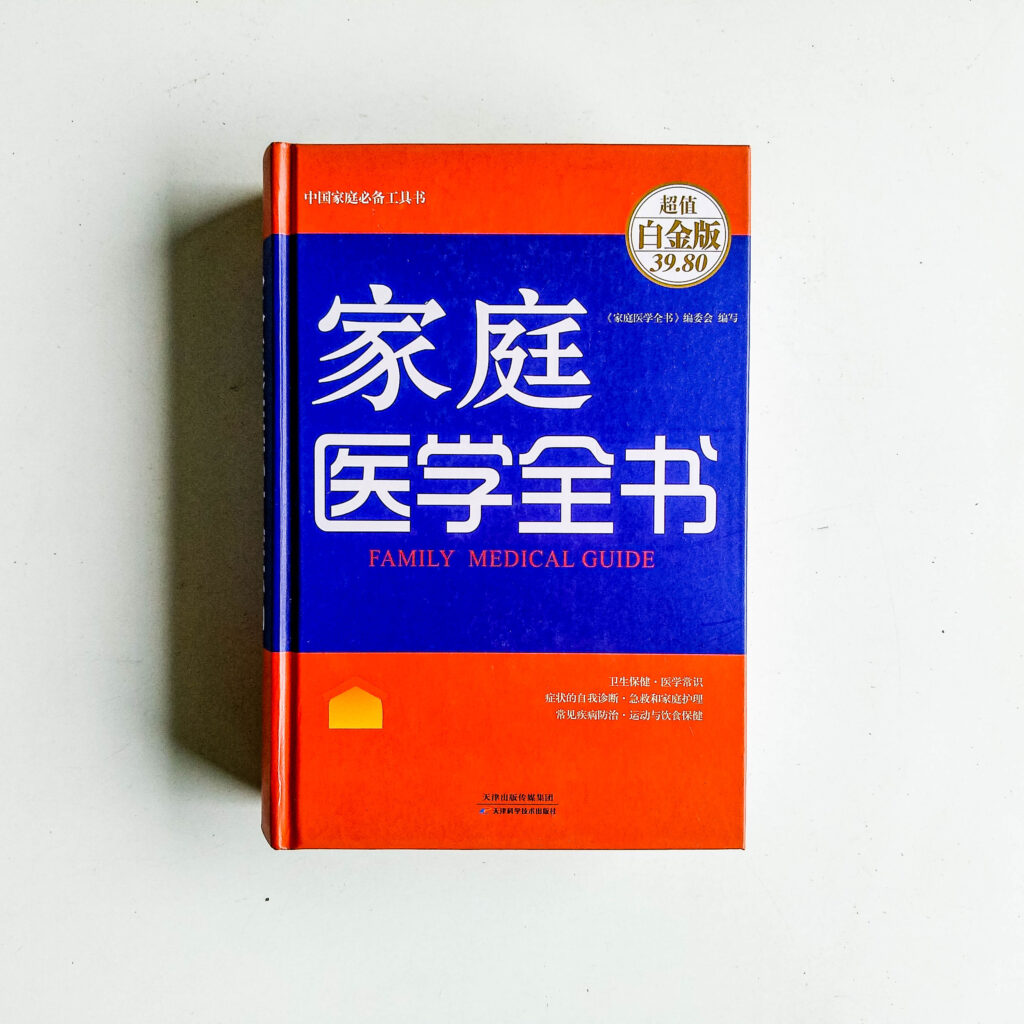 中国家庭必备工具书
超值
白金版
39.80
《家庭医学全书》编委会 编写
家庭
医学全书
FAMILY MEDICAL GUIDE
卫生保健·医学常识
症状的自我诊断·急救和家庭护理
常见疾病防治·运动与饮食保健
天津出版传媒集团
天津科学技术出版社